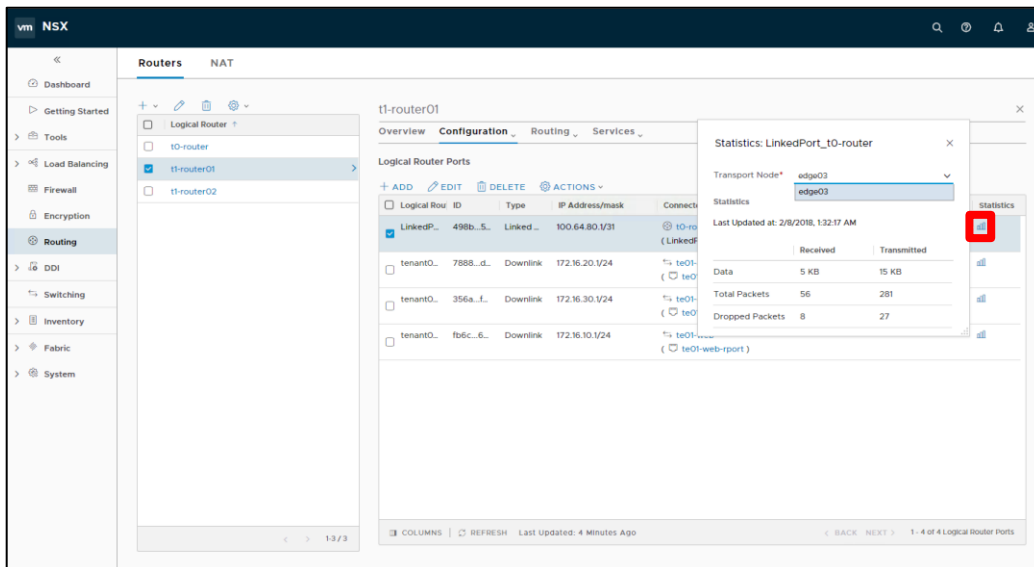 vm NSX
Routers NAT
Dashboard
Getting Started
Tools
Load Balancing
Firewall
Encryption
Routing
DDI
Switching
Inventory
Fabric
System
Logical Router
t0-router
t1-router01
t1-router02
1-3 / 3
t1-router01
Overview Configuration Routing Services
Logical Router Ports
+ ADD EDIT DELETE ACTIONS
Logical Rou ID Type IP Address/mask Connecte Statistics
LinkedP... 498b...5... Linked ... 100.64.80.1/31 t0-ro
( LinkedP
tenant0... 7888...d... Downlink 172.16.20.1/24 te01-
( te0
tenant0... 356a...f... Downlink 172.16.30.1/24 te01-
( te0
tenant0... fb6c...6... Downlink 172.16.10.1/24
( te01-web-rport )
COLUMNS REFRESH Last Updated: 4 Minutes Ago < BACK NEXT > 1 - 4 of 4 Logical Router Ports
Statistics: LinkedPort_t0-router
Transport Node* edge03
edge03
Statistics
Last Updated at: 2/8/2018, 1:32:17 AM
Received Transmitted
Data 5 KB 15 KB
Total Packets 56 281
Dropped Packets 8 27